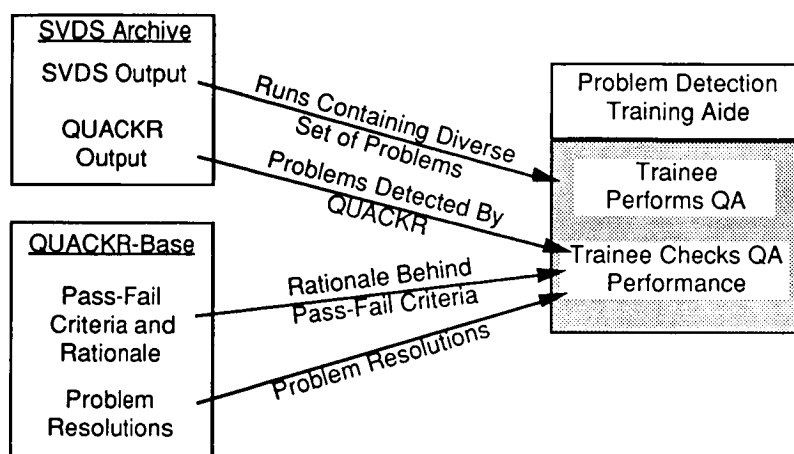 SVDS Archive
SVDS Output
QUACKR
Output
QUACKR-Base
Pass-Fail
Criteria and
Rationale
Problem
Resolutions
Runs Containing Diverse
Set of Problems
Problems Detected By
QUACKR
Rationale Behind
Pass-Fail Criteria
Problem Resolutions
Problem Detection
Training Aide
Trainee
Performs QA
Trainee Checks QA
Performance